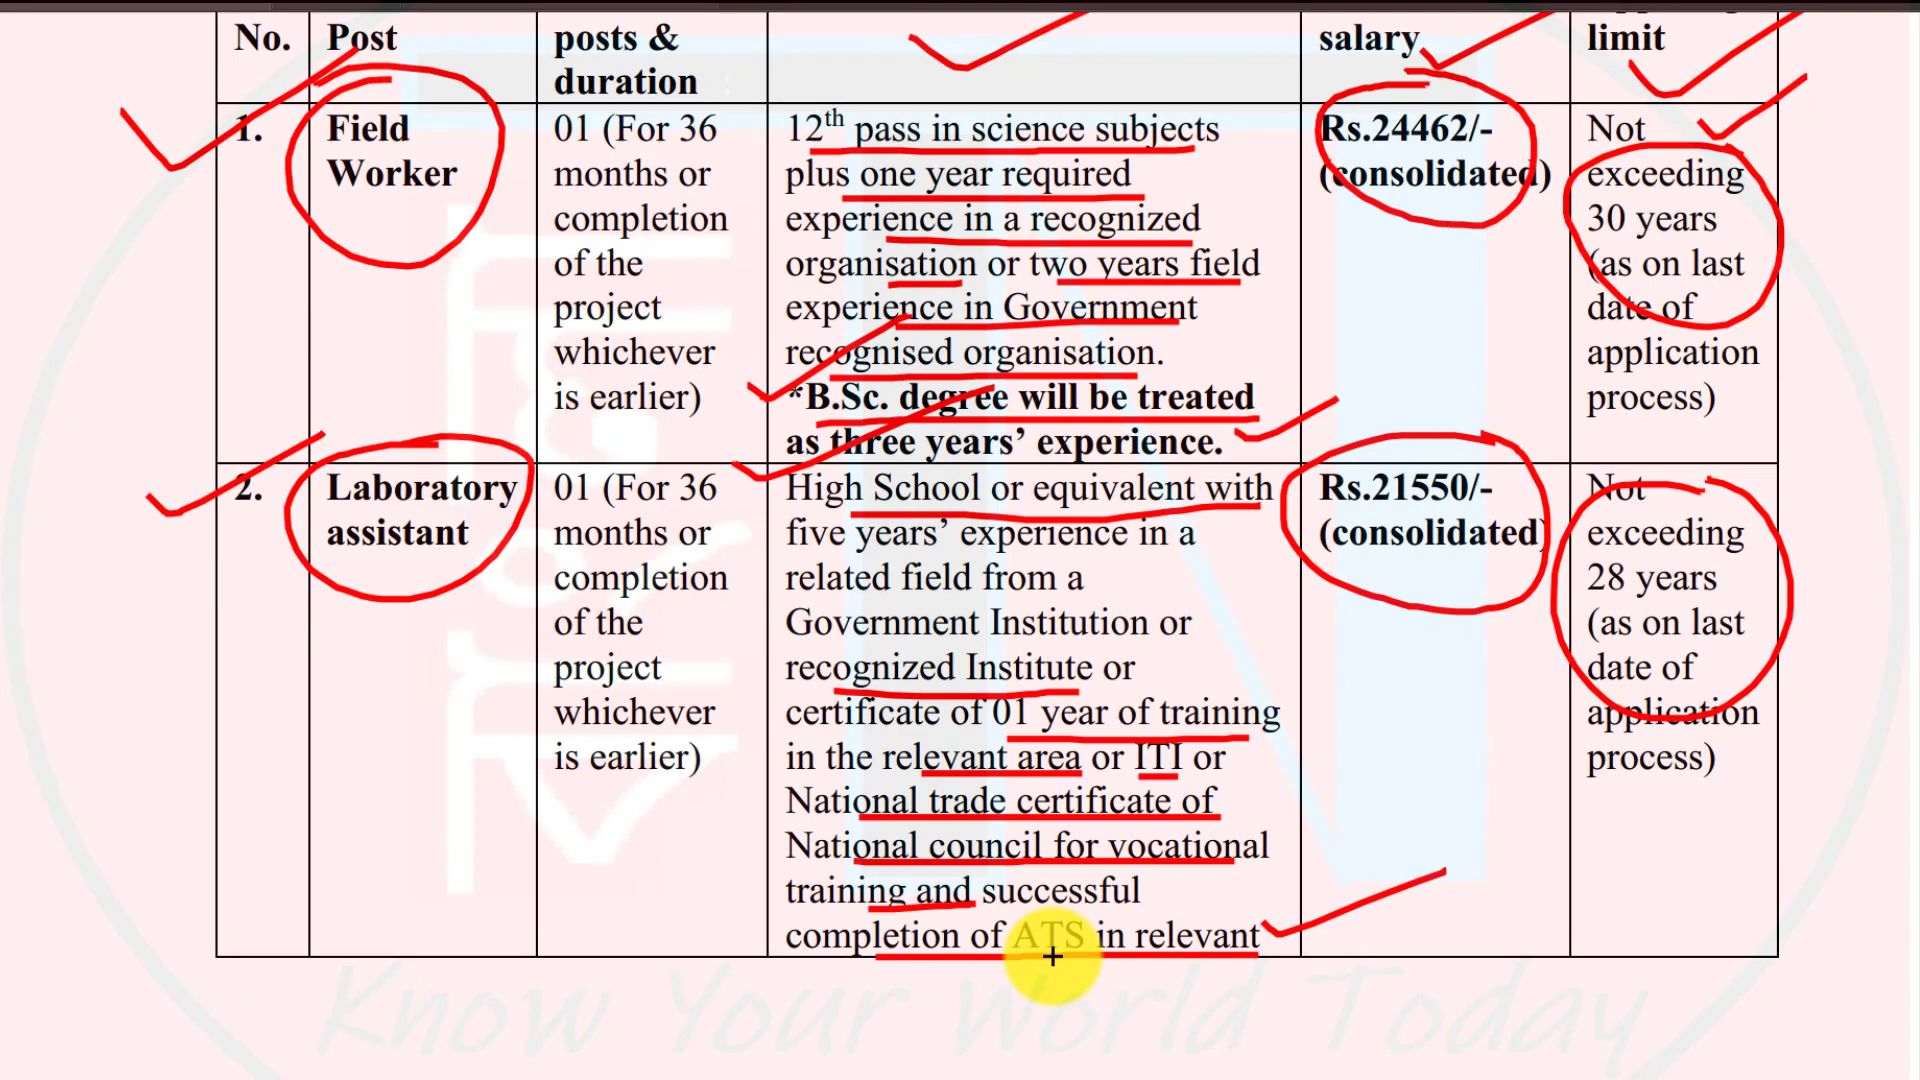 No. Post posts & salary limit
duration
1. Field 01 (For 36 12th pass in science subjects Rs.24462/- Not
Worker months or plus one year required (consolidated) exceeding
completion experience in a recognized 30 years
of the organisation or two years field (as on last
project experience in Government date of
whichever recognised organisation. application
is earlier) *B.Sc. degree will be treated process)
as three years’ experience.
2. Laboratory 01 (For 36 High School or equivalent with Rs.21550/- Not
assistant months or five years’ experience in a (consolidated) exceeding
completion related field from a 28 years
of the Government Institution or (as on last
project recognized Institute or date of
whichever certificate of 01 year of training application
is earlier) in the relevant area or ITI or process)
National trade certificate of
National council for vocational
training and successful
completion of ATS in relevant
Know Your World Today